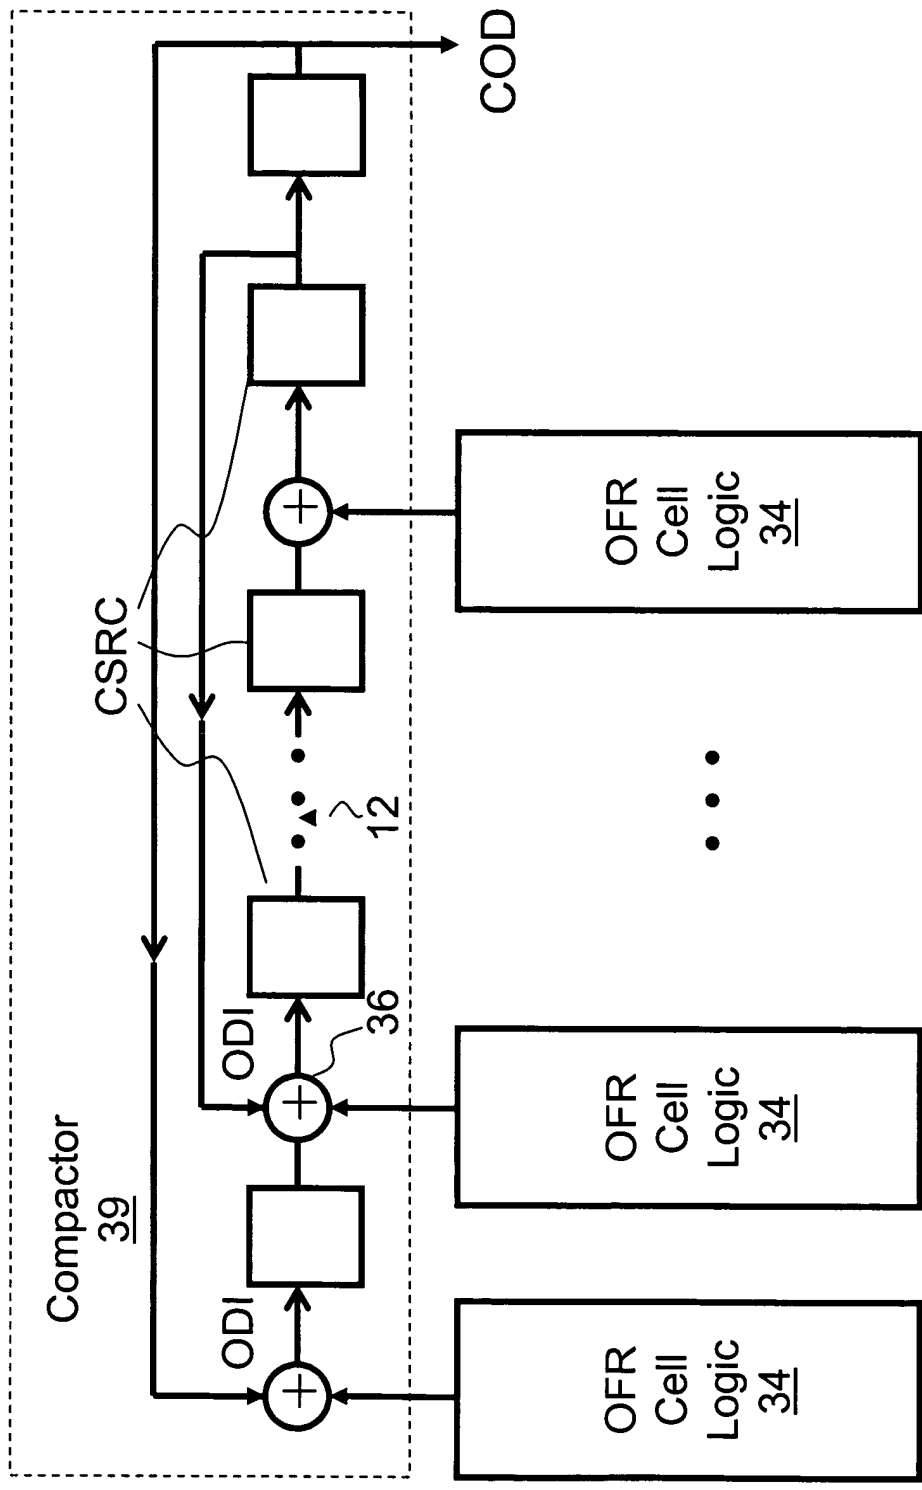 Compactor
39
CSRC
ODI
ODI
36
12
COD
OFR
Cell
Logic
34
OFR
Cell
Logic
34
OFR
Cell
Logic
34